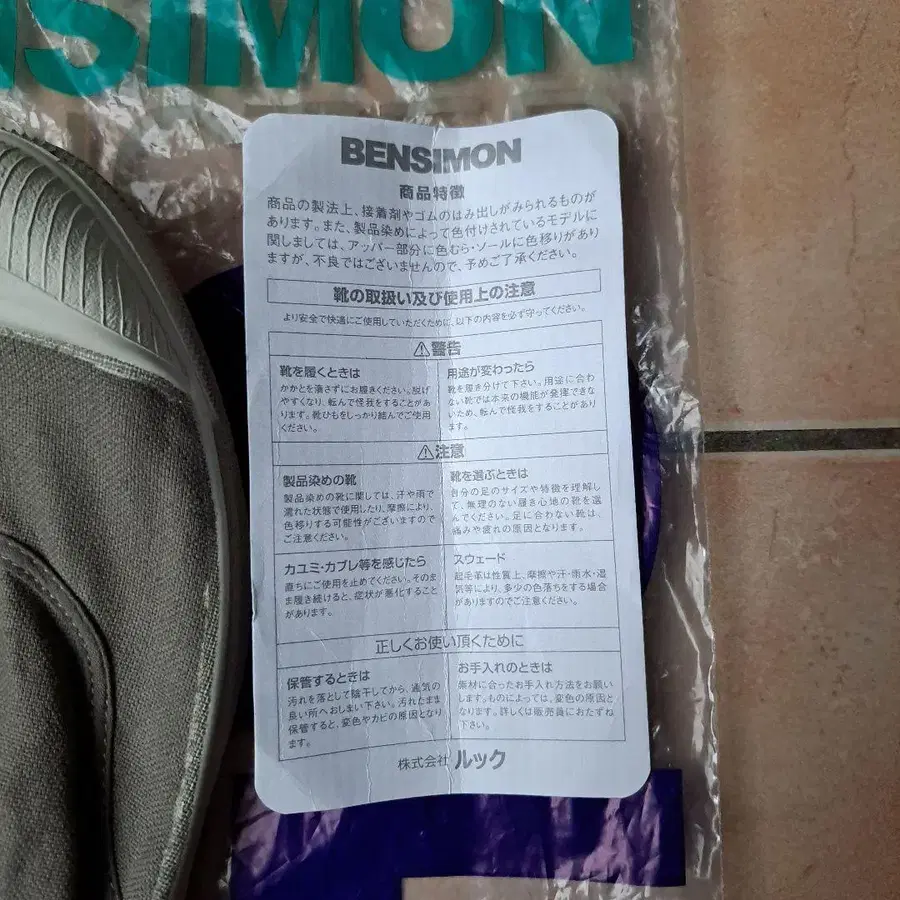 NSIMON
BENSIMON
商品特徴
商品の製法上、接着剤やゴムのはみ出しがみられるものが
あります。また、製品染めによって色付けされているモデルに
関しましては、アッパー部分に色むら・ソールに色移りがあり
ますが、不良ではございませんので、予めご了承ください。
靴の取扱い及び使用上の注意
より安全で快適にご使用していただくために、以下の内容を必ず守ってください。
⚠警告
靴を履くときは
かかとを潰さずにお履きください。脱げ
やすくなり、転んで怪我をすることがあ
ります。靴ひもをしっかり結んでご使用
ください。
用途が変わったら
靴を履き分けて下さい。用途に合わ
ない靴では本来の機能が発揮できな
いため、転んで怪我をすることがありま
す。
⚠注意
製品染めの靴
製品染めの靴に関しては、汗や雨で
濡れた状態で使用したり、摩擦により、
色移りする可能性がございますので
ご注意ください。
靴を選ぶときは
自分の足のサイズや特徴を理解し
て、無理のない履き心地の靴を選
んでください。足に合わない靴は、
痛みや疲れの原因となります。
カユミ・カブレ等を感じたら
直ちにご使用を止めてください。そのま
ま履き続けると、症状が悪化すること
があります。
スウェード
起毛革は性質上、摩擦や汗・雨水・湿
気等により、多少の色落ちをする場合
がありますのでご注意ください。
正しくお使い頂くために
保管するときは
汚れを落として陰干してから、通気の
良い所へおしまい下さい。汚れたまま
保管すると、変色やカビの原因となり
ます。
お手入れのときは
素材に合ったお手入れ方法をお願い
します。ものによっては、変色の原因と
なります。詳しくは販売員におたずね
下さい。
株式会社ルック